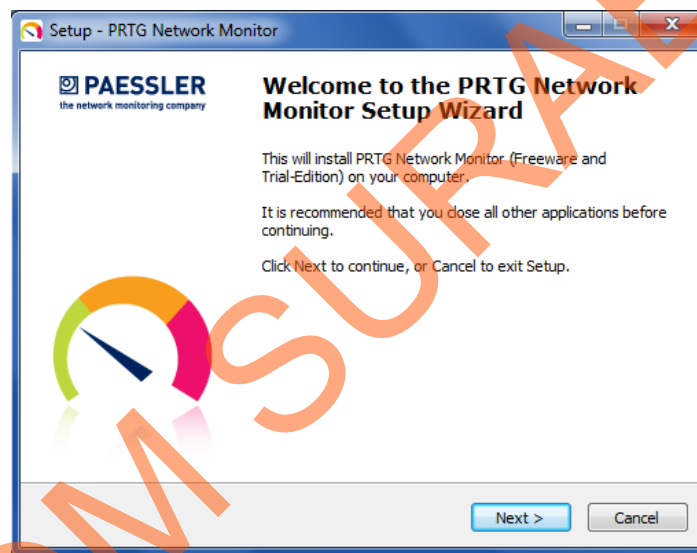 Setup - PRTG Network Monitor
PAESSLER
the network monitoring company
Welcome to the PRTG Network
Monitor Setup Wizard
This will install PRTG Network Monitor (Freeware and
Trial-Edition) on your computer.
It is recommended that you close all other applications before
continuing.
Click Next to continue, or Cancel to exit Setup.
Next >
Cancel
M SURA